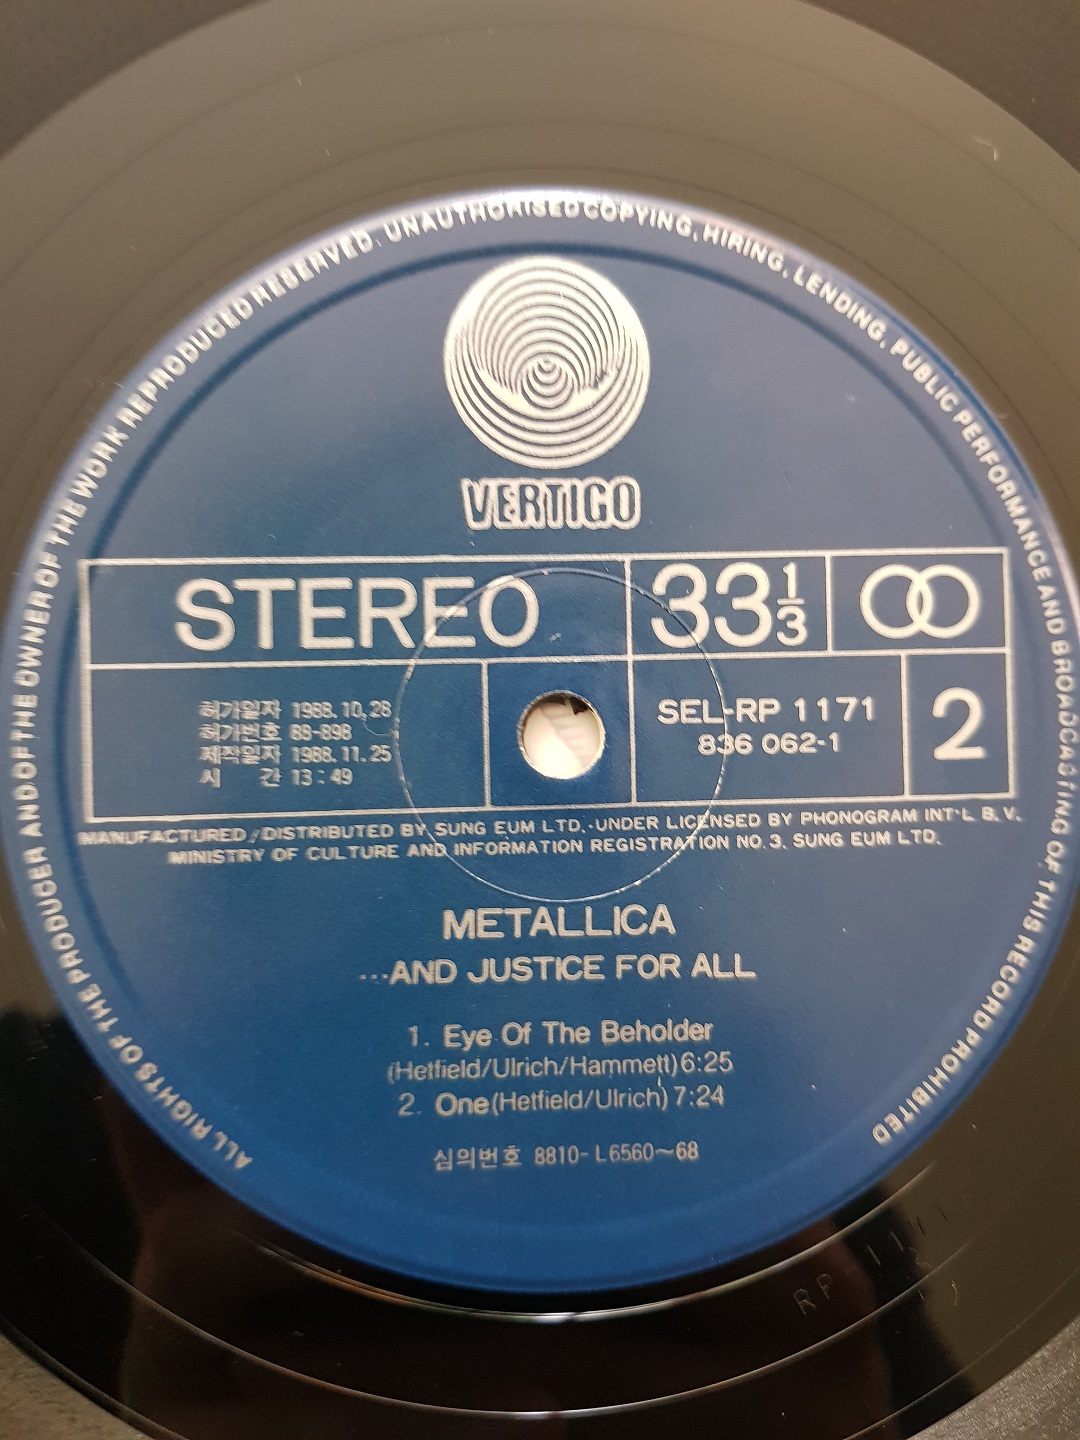 ALL RIGHTS OF THE PRODUCER AND OF THE OWNER OF THE WORK REPRODUCED RESERVED. UNAUTHORISED COPYING, HIRING, LENDING, PUBLIC PERFORMANCE AND BROADCASTING OF THIS RECORD PROHIBITED
VERTIGO
STEREO 33 1/3
허가일자 1988.10,28
허가번호 88-898
제작일자 1988.11.25
시 간 13:49
SEL-RP 1171
836 062-1
2
MANUFACTURED/DISTRIBUTED BY SUNG EUM LTD.-UNDER LICENSED BY PHONOGRAM INT'L B.V.
MINISTRY OF CULTURE AND INFORMATION REGISTRATION NO.3. SUNG EUM LTD.
METALLICA
...AND JUSTICE FOR ALL
1. Eye Of The Beholder
(Hetfield/Ulrich/Hammett) 6:25
2. One (Hetfield/Ulrich) 7:24
심의번호 8810-L6560~68
RP